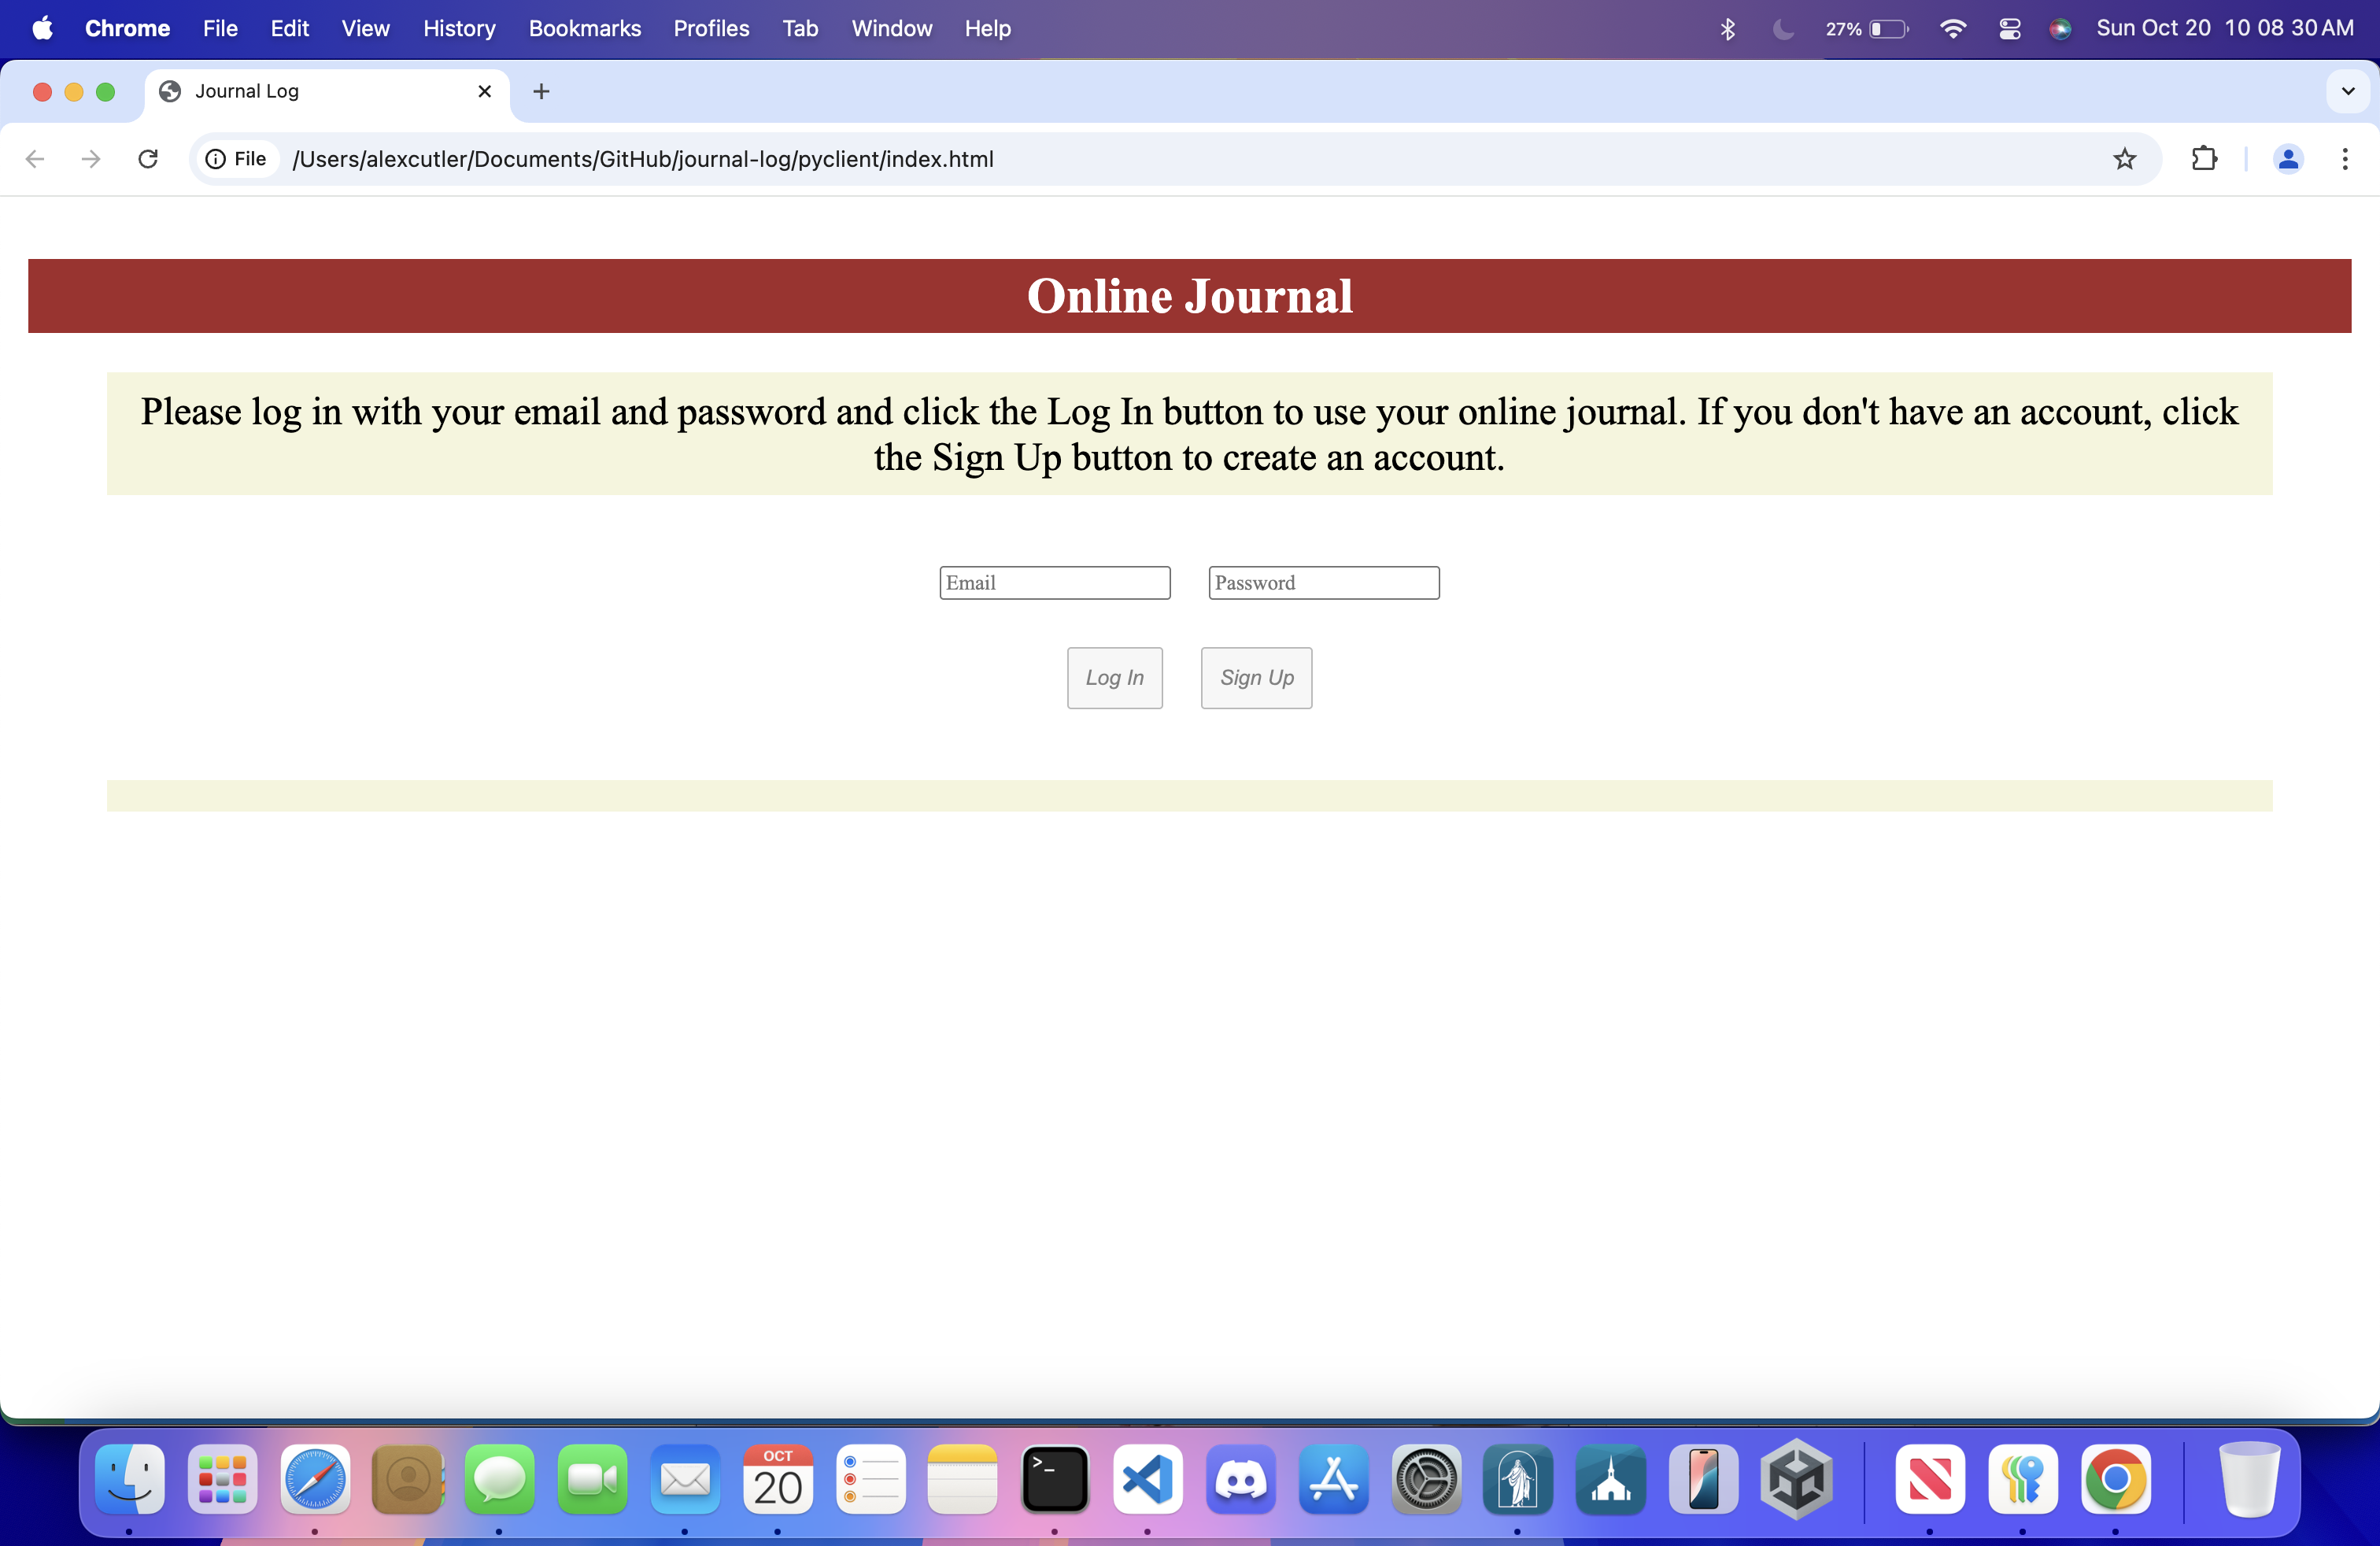 Chrome File Edit View History Bookmarks Profiles Tab Window Help 27% Sun Oct 20 10 08 30 AM
Journal Log
File /Users/alexcutler/Documents/GitHub/journal-log/pyclient/index.html
Online Journal
Please log in with your email and password and click the Log In button to use your online journal. If you don't have an account, click
the Sign Up button to create an account.
Email Password
Log In Sign Up
OCT
20
>_